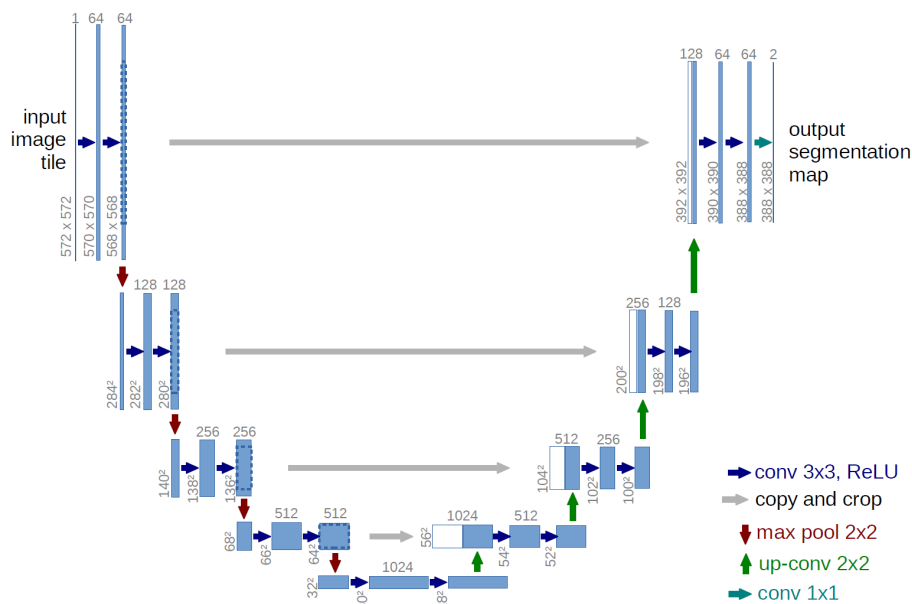 1 64 64
input
image
tile
572 x 572
570 x 570
568 x 568
128 64 64 2
output
segmentation
map
392 x 392
390 x 390
388 x 388
388 x 388
128 128
284²
282²
280²
256 128
200²
198²
196²
256 256
140²
138²
136²
512 256
104²
102²
100²
512 512
68²
66²
64²
1024 512
56²
54²
52²
1024
32²
0²
8²
conv 3x3, ReLU
copy and crop
max pool 2x2
up-conv 2x2
conv 1x1